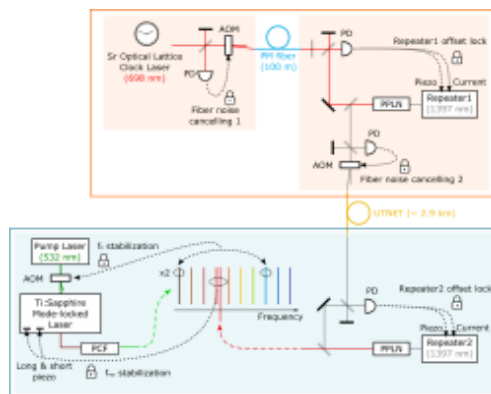 Sr Optical Lattice
Clock Laser
(698 nm)
AOM
PD
Fiber noise
cancelling 1
PM fiber
(100 m)
PD
Repeater1 offset lock
Piezo
Current
PPLN
Repeater1
(1397 nm)
PD
AOM
Fiber noise cancelling 2
UTNET (~ 2.9 km)
Pump Laser
(532 nm)
AOM
Ti:Sapphire
Mode-locked
Laser
stabilization
x2
Frequency
PCF
Long & short
piezo
stabilization
PD
Repeater2 offset lock
Piezo
Current
PPLN
Repeater2
(1397 nm)